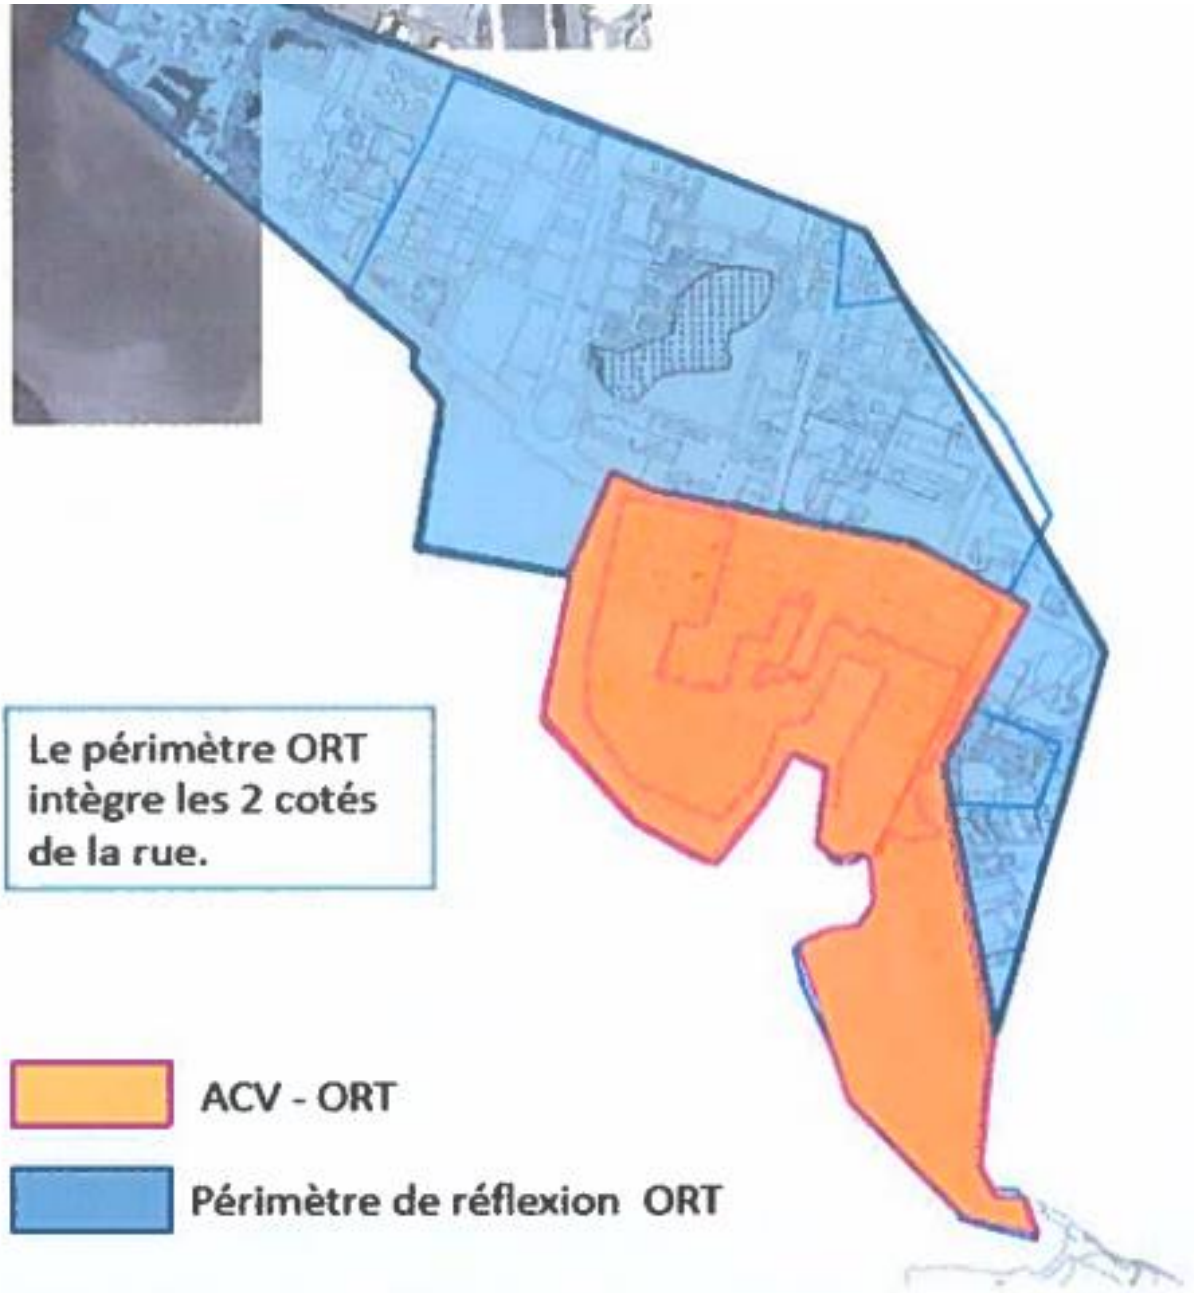 Le périmètre ORT
intègre les 2 cotés
de la rue.
ACV - ORT
Périmètre de réflexion ORT